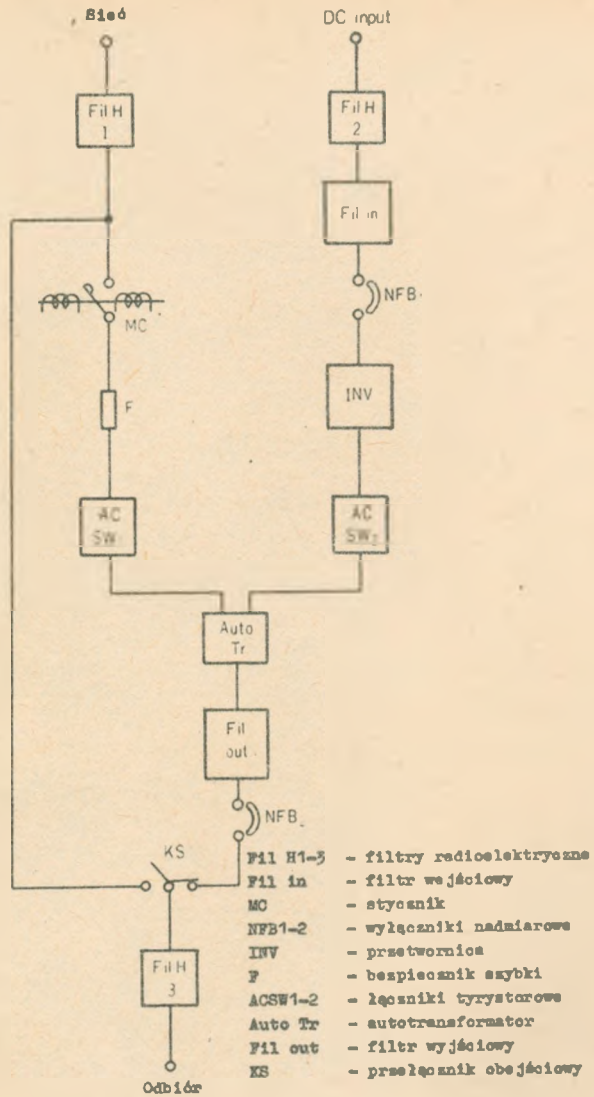 Sieć
DC input
Fil H
1
Fil H
2
Fil in
MC
NFB
F
INV
AC
SW
AC
SW2
Auto
Tr
Fil
out
NFB
KS
Fil H
3
Odbiór
Fil H1-3 - filtry radioelektryczne
Fil in - filtr wejściowy
MC - stycznik
NFB1-2 - wyłączniki nadmiarowe
INV - przetwornica
F - bezpiecznik szybki
ACSW1-2 - łączniki tyrystorowe
Auto Tr - autotransformator
Fil out - filtr wyjściowy
KS - przełącznik obejściowy